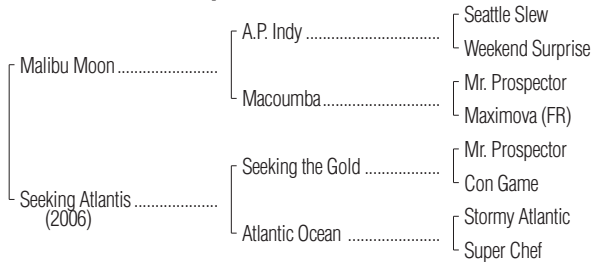 Seattle Slew
A.P. Indy ..............................
Weekend Surprise
Malibu Moon .......................
Mr. Prospector
Macoumba ...........................
Maximova (FR)
Mr. Prospector
Seeking the Gold .................
Con Game
Seeking Atlantis ...................
(2006)
Stormy Atlantic
Atlantic Ocean .....................
Super Chef